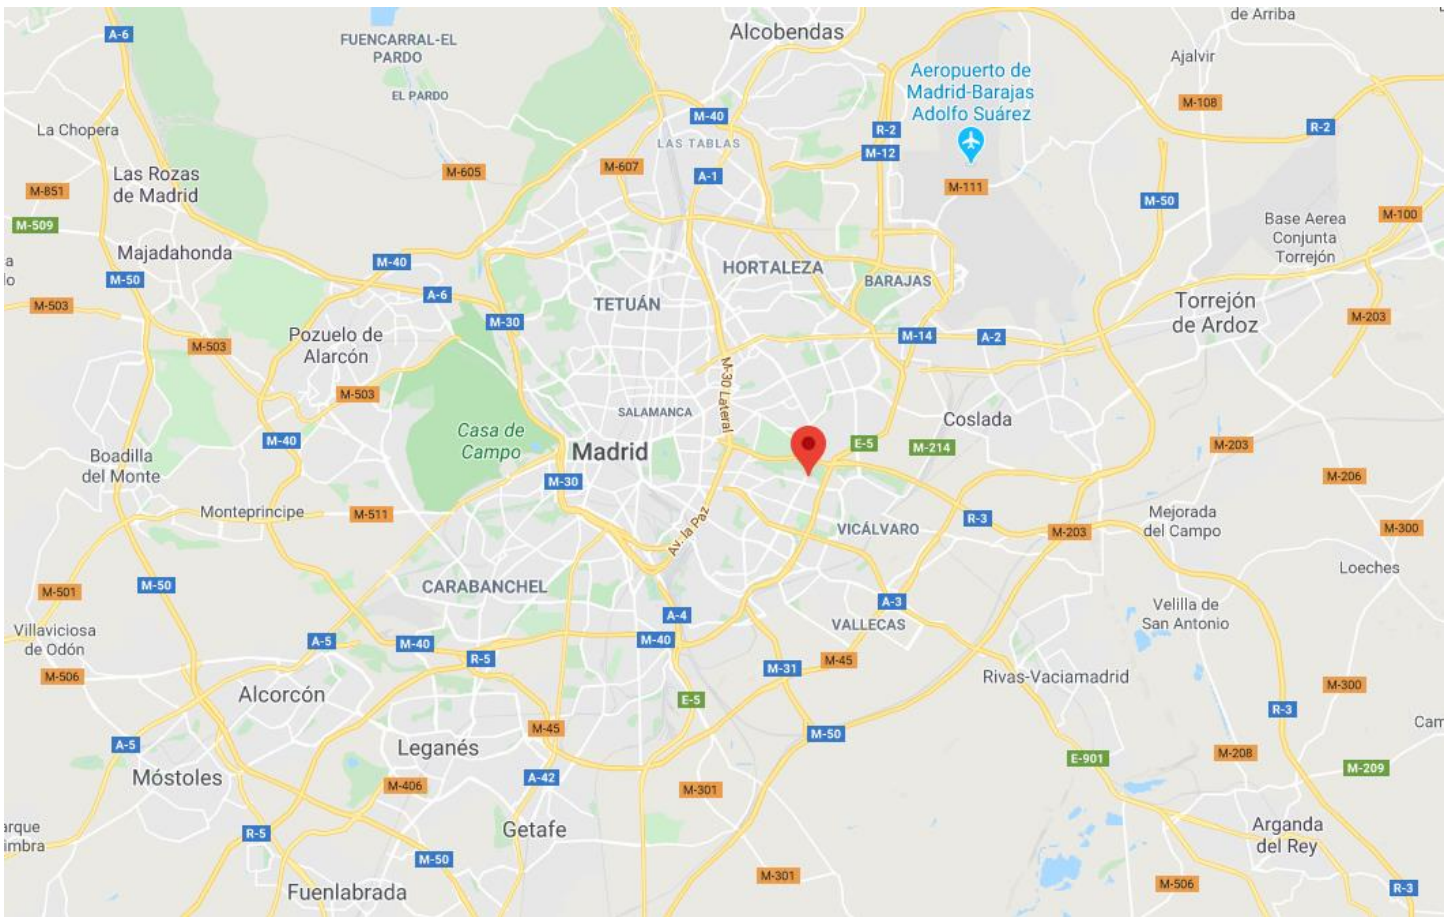 de Arriba
A-6
FUENCARRAL-EL
PARDO
Alcobendas
Ajalvir
Aeropuerto de
Madrid-Barajas
Adolfo Suárez
EL PARDO
M-108
La Chopera
M-40
R-2
R-2
LAS TABLAS
M-12
Las Rozas
de Madrid
M-605
M-607
A-1
M-111
M-851
M-50
M-509
Base Aerea
Conjunta
Torrejón
M-100
Majadahonda
M-40
HORTALEZA
BARAJAS
a
lo
M-50
A-6
TETUÁN
Torrejón
de Ardoz
M-503
M-30
M-203
Pozuelo de
Alarcón
M-503
M-14
A-2
M-30 Lateral
M-503
SALAMANCA
Coslada
Casa de
Campo
M-40
Madrid
E-5
M-214
M-203
Boadilla
del Monte
M-30
M-206
Monteprincipe
M-511
Av. la Paz
VICÁLVARO
R-3
M-203
Mejorada
del Campo
M-300
Loeches
M-50
CARABANCHEL
M-501
A-3
Velilla de
San Antonio
A-4
VALLECAS
Villaviciosa
de Odón
A-5
M-40
M-40
R-5
M-45
M-31
M-506
Rivas-Vaciamadrid
M-300
Alcorcón
E-5
R-3
Cam
M-45
M-50
A-5
Leganés
M-208
E-901
M-209
Móstoles
M-406
A-42
M-301
arque
imbra
R-5
Getafe
Arganda
del Rey
M-50
M-301
M-506
R-3
Fuenlabrada